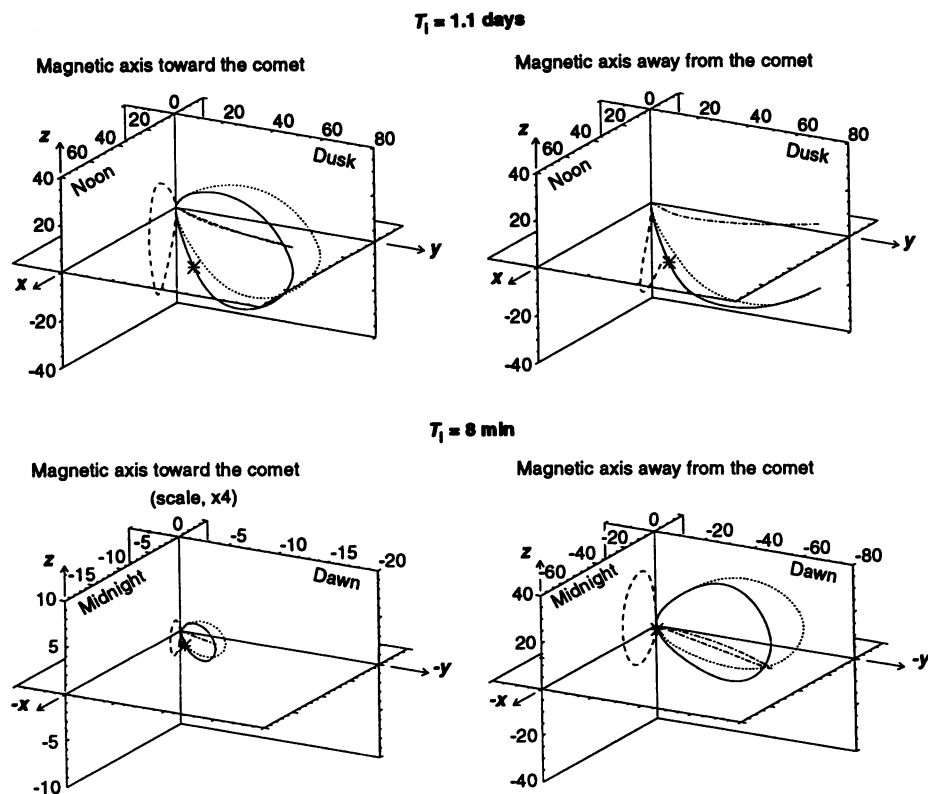 T_I = 1.1 days
Magnetic axis toward the comet
z
60 40 20 0 20 40 60 80
Noon
Dusk
40
20
x
y
-20
-40
Magnetic axis away from the comet
z
60 40 20 0 20 40 60 80
Noon
Dusk
40
20
x
y
-20
-40
T_I = 8 min
Magnetic axis toward the comet
(scale, x4)
z
-15 -10 -5 0 -5 -10 -15 -20
Midnight
Dawn
10
5
-x
-y
-5
-10
Magnetic axis away from the comet
z
-60 -40 -20 0 -20 -40 -60 -80
Midnight
Dawn
40
20
-x
-y
-20
-40